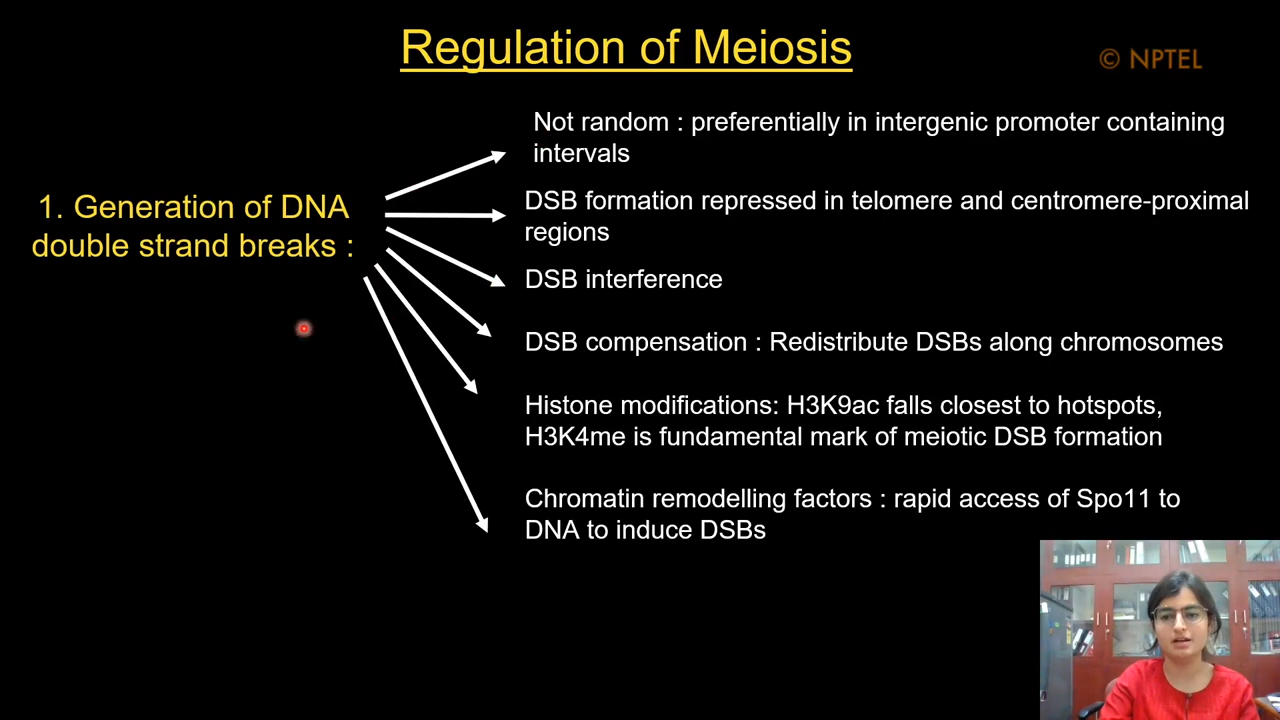 Regulation of Meiosis
© NPTEL
Not random : preferentially in intergenic promoter containing
intervals
1. Generation of DNA
double strand breaks :
DSB formation repressed in telomere and centromere-proximal
regions
DSB interference
DSB compensation : Redistribute DSBs along chromosomes
Histone modifications: H3K9ac falls closest to hotspots,
H3K4me is fundamental mark of meiotic DSB formation
Chromatin remodelling factors : rapid access of Spo11 to
DNA to induce DSBs